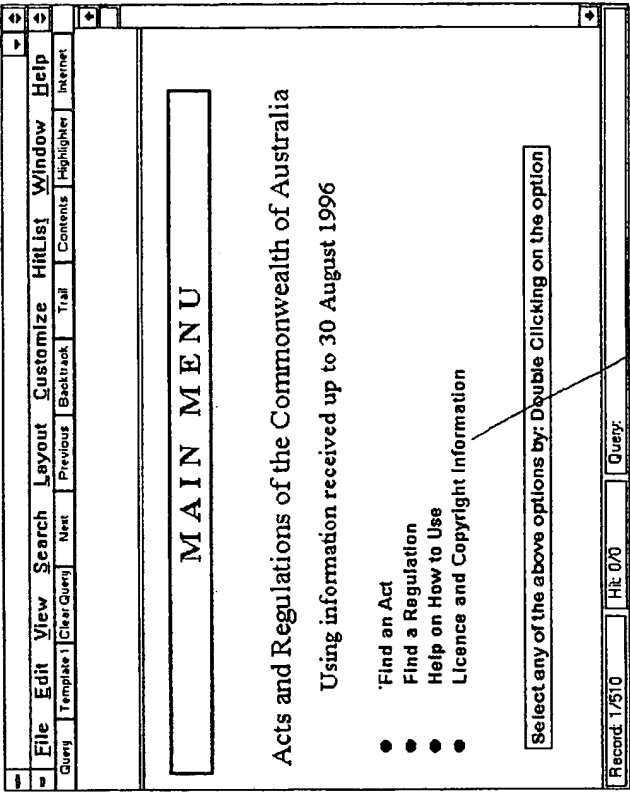 File Edit View Search Layout Customize HitList Window Help
Query Template 1 Clear Query Next Previous Backtrack Trail Contents Highlighter Internet
MAIN MENU
Acts and Regulations of the Commonwealth of Australia
Using information received up to 30 August 1996
● 'Find an Act
● Find a Regulation
● Help on How to Use
● Licence and Copyright Information
Select any of the above options by: Double Clicking on the option
Record: 1/510 Hit: 0/0 Query: